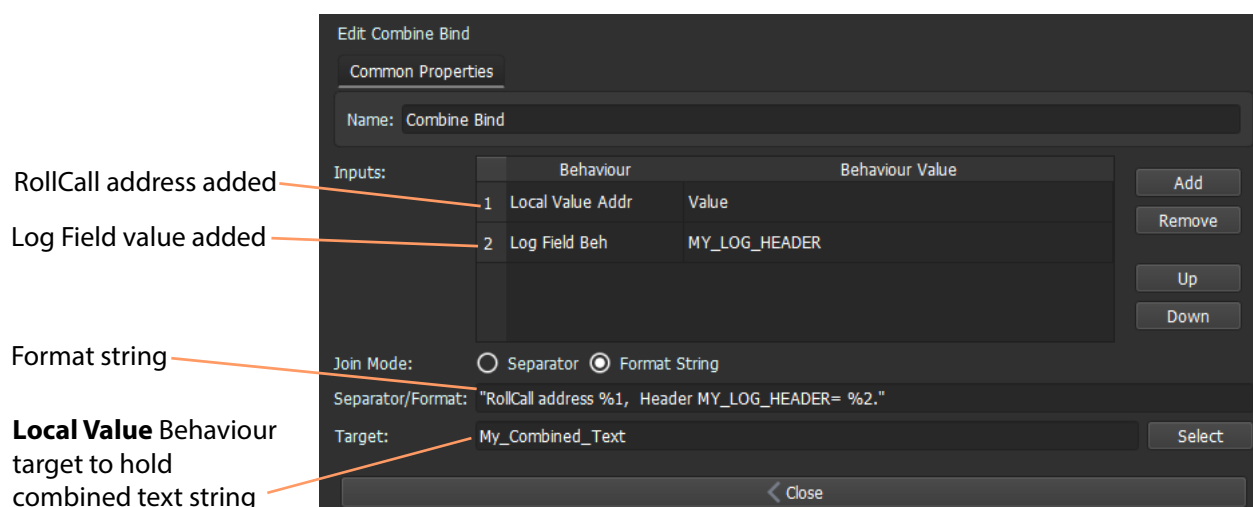 Edit Combine Bind
Common Properties
Name: Combine Bind
Inputs: Behaviour Behaviour Value
RollCall address added
1 Local Value Addr Value
Add
Log Field value added
2 Log Field Beh MY_LOG_HEADER
Remove
Up
Down
Format string
Join Mode: Separator Format String
Separator/Format: "RollCall address %1, Header MY_LOG_HEADER= %2."
Local Value Behaviour
target to hold
combined text string
Target: My_Combined_Text Select
Close